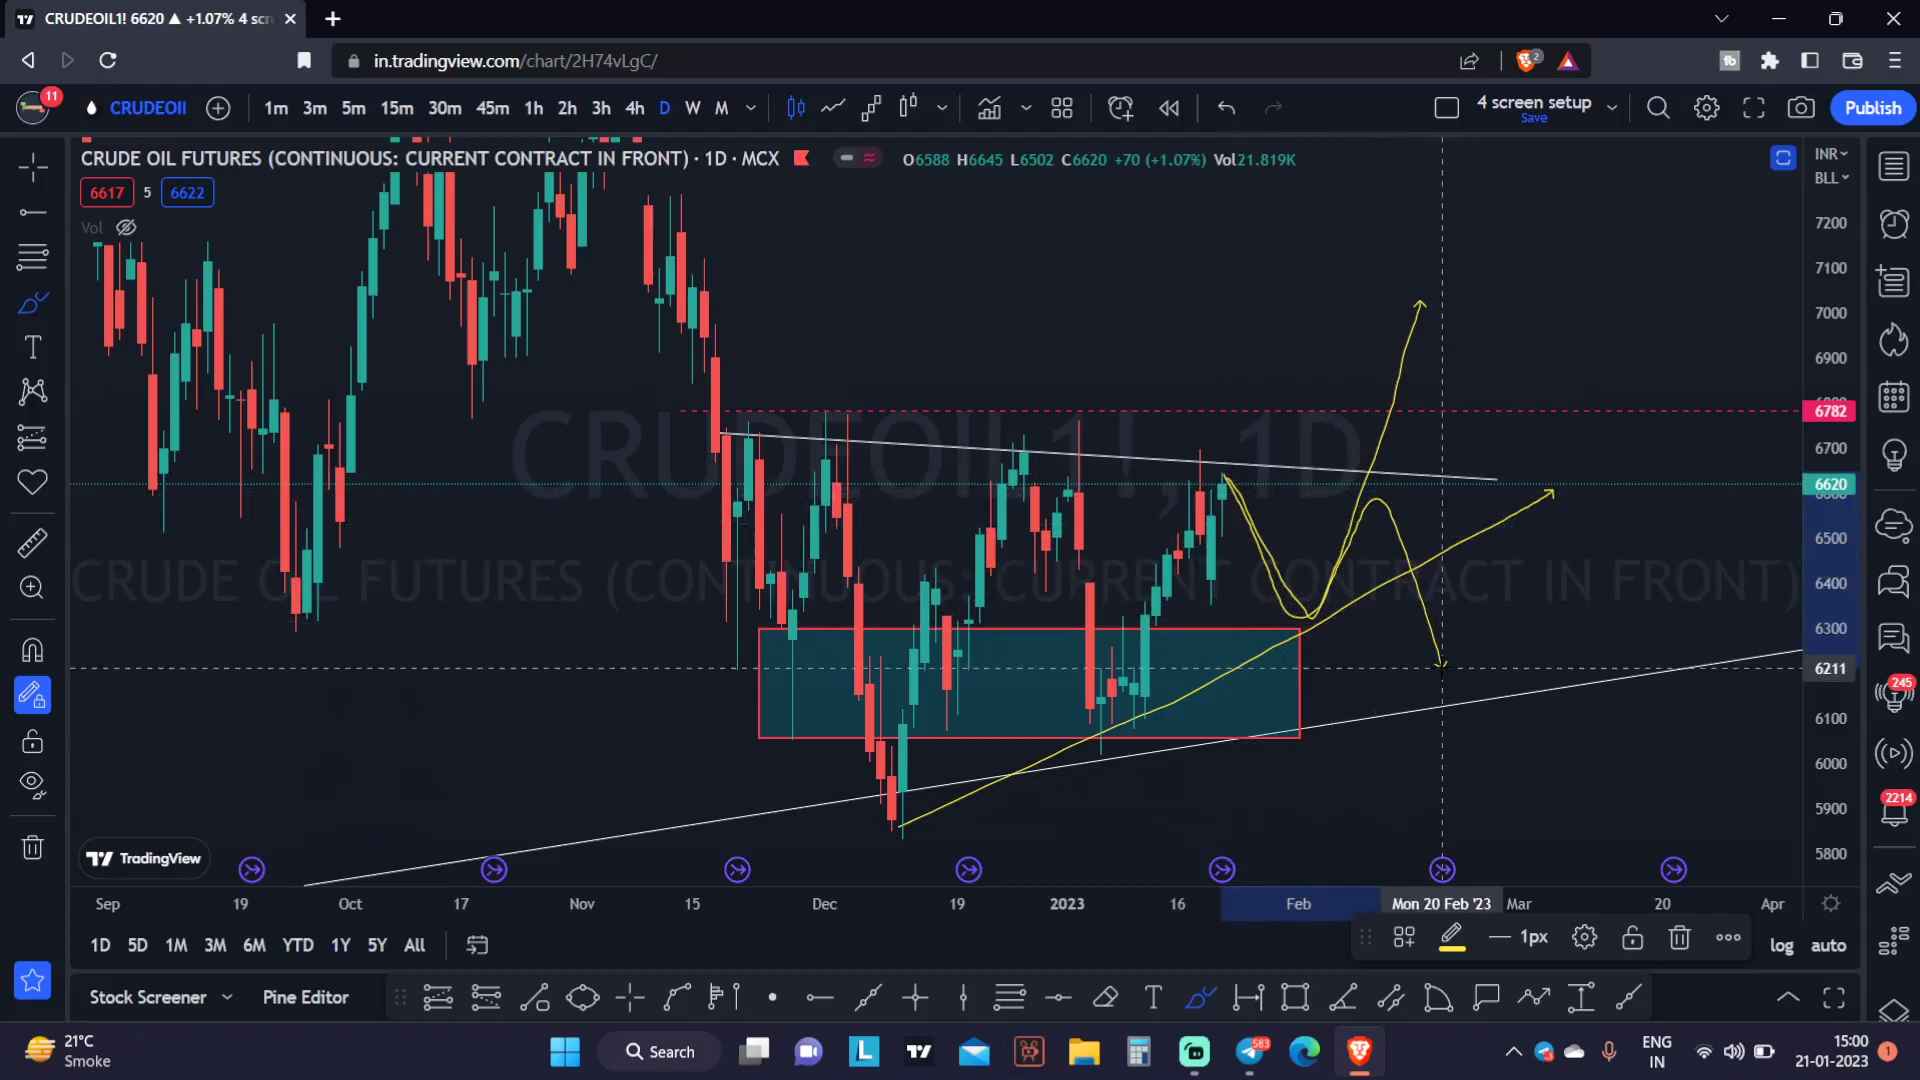 CRUDEOIL1! 6620 ▲ +1.07% 4 scr
in.tradingview.com/chart/2H74vLgC/
2
11
CRUDEOII
1m 3m 5m 15m 30m 45m 1h 2h 3h 4h D W M
4 screen setup
Save
Publish
CRUDE OIL FUTURES (CONTINUOUS: CURRENT CONTRACT IN FRONT) · 1D · MCX
O6588 H6645 L6502 C6620 +70 (+1.07%) Vol21.819K
INR
BLL
6617 5 6622
Vol
7200
7100
7000
6900
6782
6700
6620
6500
6400
6300
6211
6100
6000
5900
5800
CRUDEOIL1!, 1D
CRUDE OIL FUTURES (CONTINUOUS: CURRENT CONTRACT IN FRONT)
245
2214
TradingView
Sep 19 Oct 17 Nov 15 Dec 19 2023 16 Feb Mon 20 Feb '23 Mar 20 Apr
1D 5D 1M 3M 6M YTD 1Y 5Y All
1px
log auto
Stock Screener Pine Editor
21°C
Smoke
Search
583
ENG
IN
15:00
21-01-2023
1